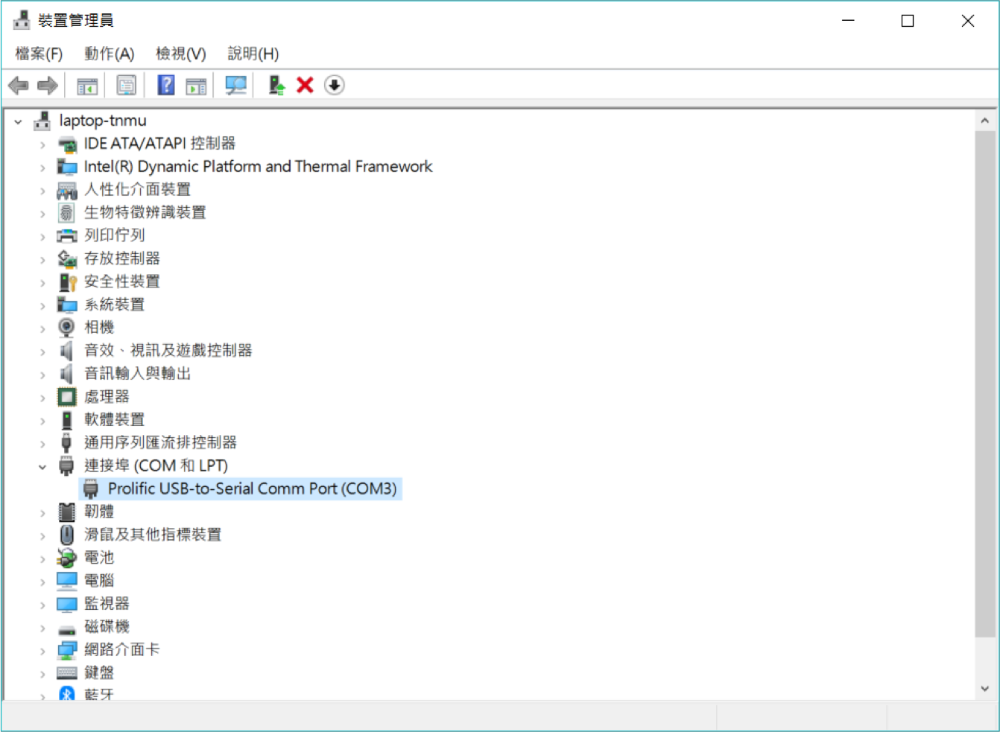 裝置管理員
檔案(F) 動作(A) 檢視(V) 說明(H)
laptop-tnmu
IDE ATA/ATAPI 控制器
Intel(R) Dynamic Platform and Thermal Framework
人性化介面裝置
生物特徵辨識裝置
列印佇列
存放控制器
安全性裝置
系統裝置
相機
音效、視訊及遊戲控制器
音訊輸入與輸出
處理器
軟體裝置
通用序列匯流排控制器
連接埠 (COM 和 LPT)
Prolific USB-to-Serial Comm Port (COM3)
韌體
滑鼠及其他指標裝置
電池
電腦
監視器
磁碟機
網路介面卡
鍵盤
藍牙